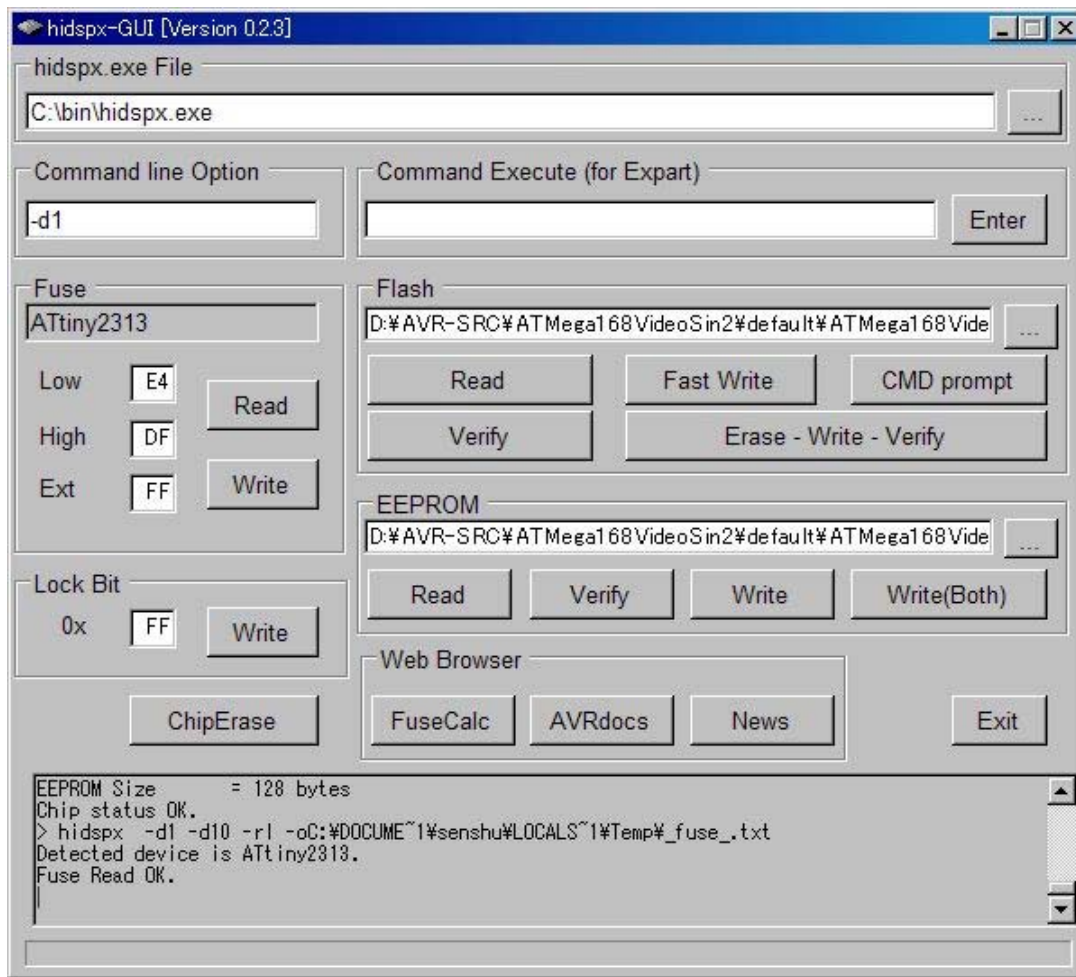 hidspx-GUI [Version 0.2.3]
hidspx.exe File
C:\bin\hidspx.exe
...
Command line Option
-d1
Command Execute (for Expart)
Enter
Fuse
ATtiny2313
Low E4
High DF
Ext FF
Read
Write
Flash
D:¥AVR-SRC¥ATMega168VideoSin2¥default¥ATMega168Vide
...
Read
Fast Write
CMD prompt
Verify
Erase - Write - Verify
EEPROM
D:¥AVR-SRC¥ATMega168VideoSin2¥default¥ATMega168Vide
...
Read
Verify
Write
Write(Both)
Lock Bit
0x FF
Write
Web Browser
ChipErase
FuseCalc
AVRdocs
News
Exit
EEPROM Size = 128 bytes
Chip status OK.
> hidspx -d1 -d10 -rl -oC:¥DOCUME~1¥senshu¥LOCALS~1¥Temp¥_fuse_.txt
Detected device is ATtiny2313.
Fuse Read OK.